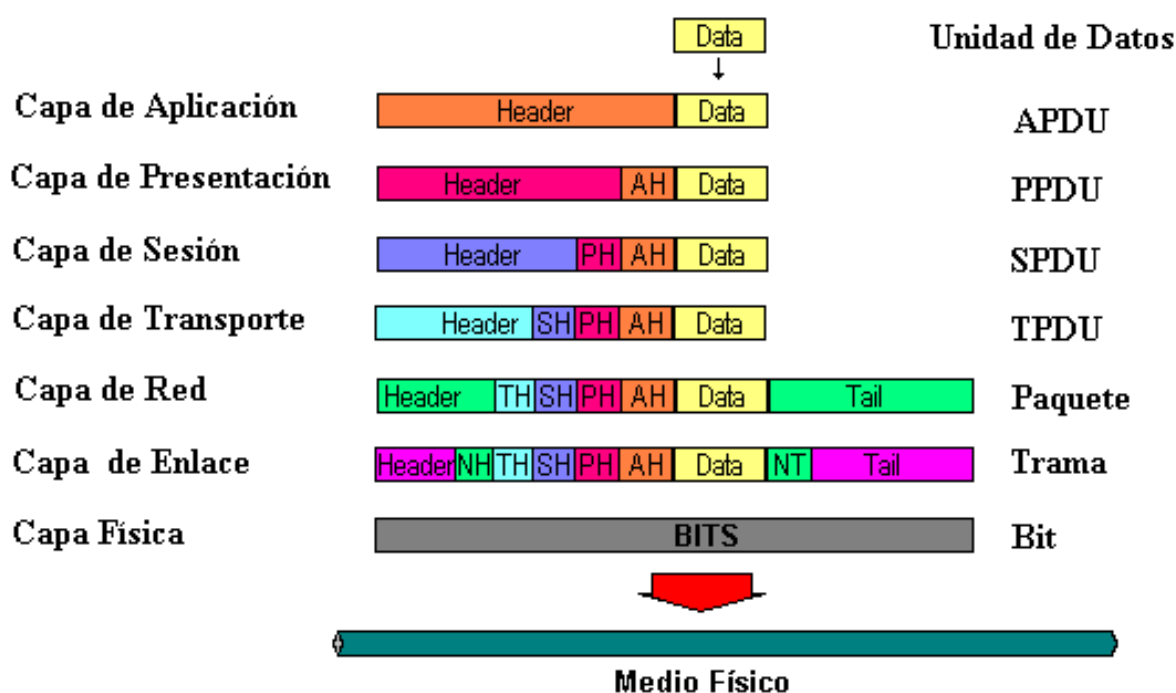 Data Unidad de Datos
Capa de Aplicación Header Data APDU
Capa de Presentación Header AH Data PPDU
Capa de Sesión Header PH AH Data SPDU
Capa de Transporte Header SH PH AH Data TPDU
Capa de Red Header TH SH PH AH Data Tail Paquete
Capa de Enlace Header NH TH SH PH AH Data NT Tail Trama
Capa Física BITS Bit
Medio Físico